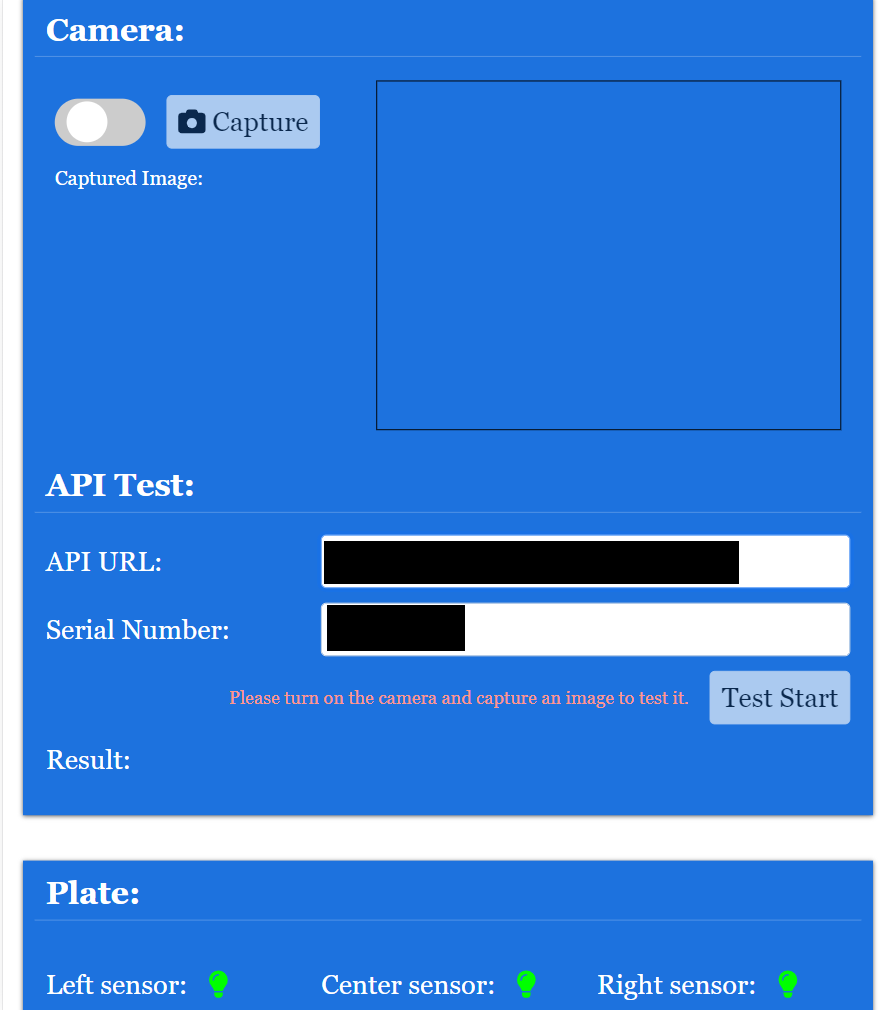 Camera:
Capture
Captured Image:
API Test:
API URL:
Serial Number:
Please turn on the camera and capture an image to test it.
Test Start
Result:
Plate:
Left sensor:
Center sensor:
Right sensor: